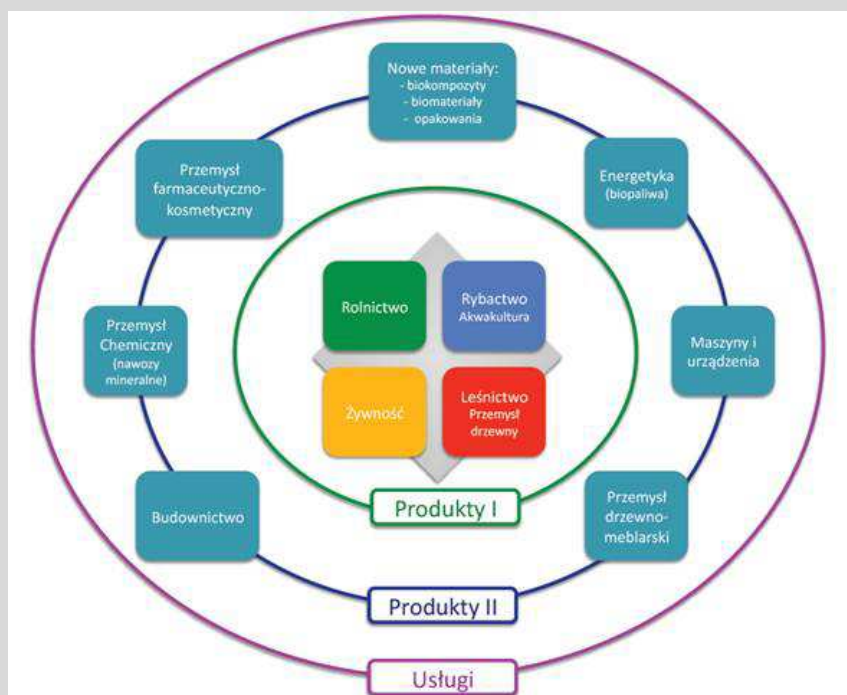 Nowe materiały:
- biokompozyty
- biomateriały
- opakowania
Przemysł
farmaceutyczno-
kosmetyczny
Energetyka
(biopaliwa)
Rolnictwo
Rybactwo
Akwakultura
Przemysł
Chemiczny
(nawozy
mineralne)
Maszyny i
urządzenia
Żywność
Leśnictwo
Przemysł
drzewny
Produkty I
Budownictwo
Przemysł
drzewno-
meblarski
Produkty II
Usługi